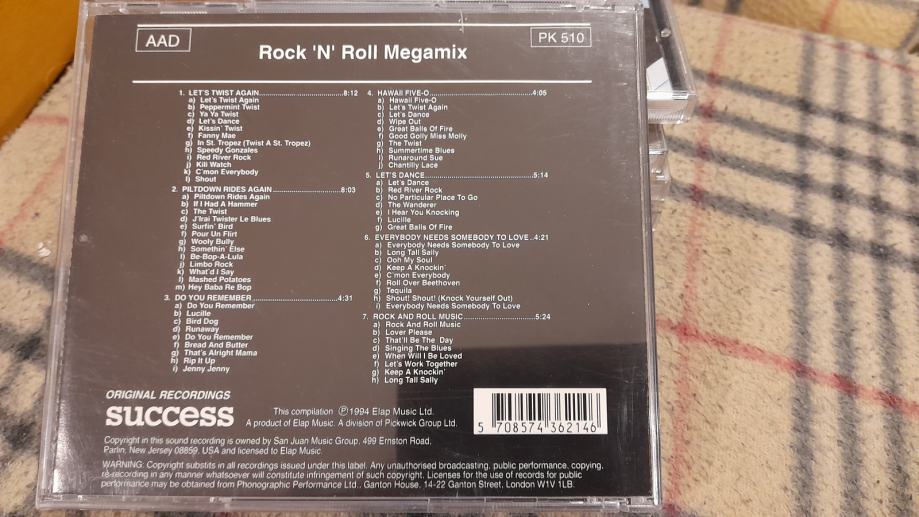 AAD
PK 510
Rock 'N' Roll Megamix
1. LET'S TWIST AGAIN..............................8:12
a) Let's Twist Again
b) Peppermint Twist
c) Ya Ya Twist
d) Let's Dance
e) Kissin' Twist
f) Fanny Mae
g) In St. Tropez (Twist A St. Tropez)
h) Speedy Gonzales
i) Red River Rock
j) Kili Watch
k) C'mon Everybody
l) Shout
2. PILTDOWN RIDES AGAIN........................8:03
a) Piltdown Rides Again
b) If I Had A Hammer
c) The Twist
d) J'Irai Twister Le Blues
e) Surfin' Bird
f) Pour Un Flirt
g) Wooly Bully
h) Somethin' Else
i) Be-Bop-A-Lula
j) Limbo Rock
k) What'd I Say
l) Mashed Potatoes
m) Hey Baba Re Bop
3. DO YOU REMEMBER..............................4:31
a) Do You Remember
b) Lucille
c) Bird Dog
d) Runaway
e) Do You Remember
f) Bread And Butter
g) That's Alright Mama
h) Rip It Up
i) Jenny Jenny
4. HAWAII FIVE-O....................................4:05
a) Hawaii Five-O
b) Let's Twist Again
c) Let's Dance
d) Wipe Out
e) Great Balls Of Fire
f) Good Golly Miss Molly
g) The Twist
h) Summertime Blues
i) Runaround Sue
j) Chantilly Lace
5. LET'S DANCE.......................................5:14
a) Let's Dance
b) Red River Rock
c) No Particular Place To Go
d) The Wanderer
e) I Hear You Knocking
f) Lucille
g) Great Balls Of Fire
6. EVERYBODY NEEDS SOMEBODY TO LOVE..4:21
a) Everybody Needs Somebody To Love
b) Long Tall Sally
c) Ooh My Soul
d) Keep A Knockin'
e) C'mon Everybody
f) Roll Over Beethoven
g) Tequila
h) Shout! Shout! (Knock Yourself Out)
i) Everybody Needs Somebody To Love
7. ROCK AND ROLL MUSIC...........................5:24
a) Rock And Roll Music
b) Lover Please
c) That'll Be The Day
d) Singing The Blues
e) When Will I Be Loved
f) Let's Work Together
g) Keep A Knockin'
h) Long Tall Sally
ORIGINAL RECORDINGS
success
This compilation Ⓟ1994 Elap Music Ltd.
A product of Elap Music. A division of Pickwick Group Ltd.
5 708574 362146
Copyright in this sound recording is owned by San Juan Music Group, 499 Ernston Road,
Parlin, New Jersey 08859, USA and licensed to Elap Music.
WARNING: Copyright substits in all recordings issued under this label. Any unauthorised broadcasting, public performance, copying,
re-recording in any manner whatsoever will constitute infringement of such copyright. Licenses for the use of records for public
performance may be obtained from Phonographic Performance Ltd., Ganton House, 14-22 Ganton Street, London W1V 1LB.